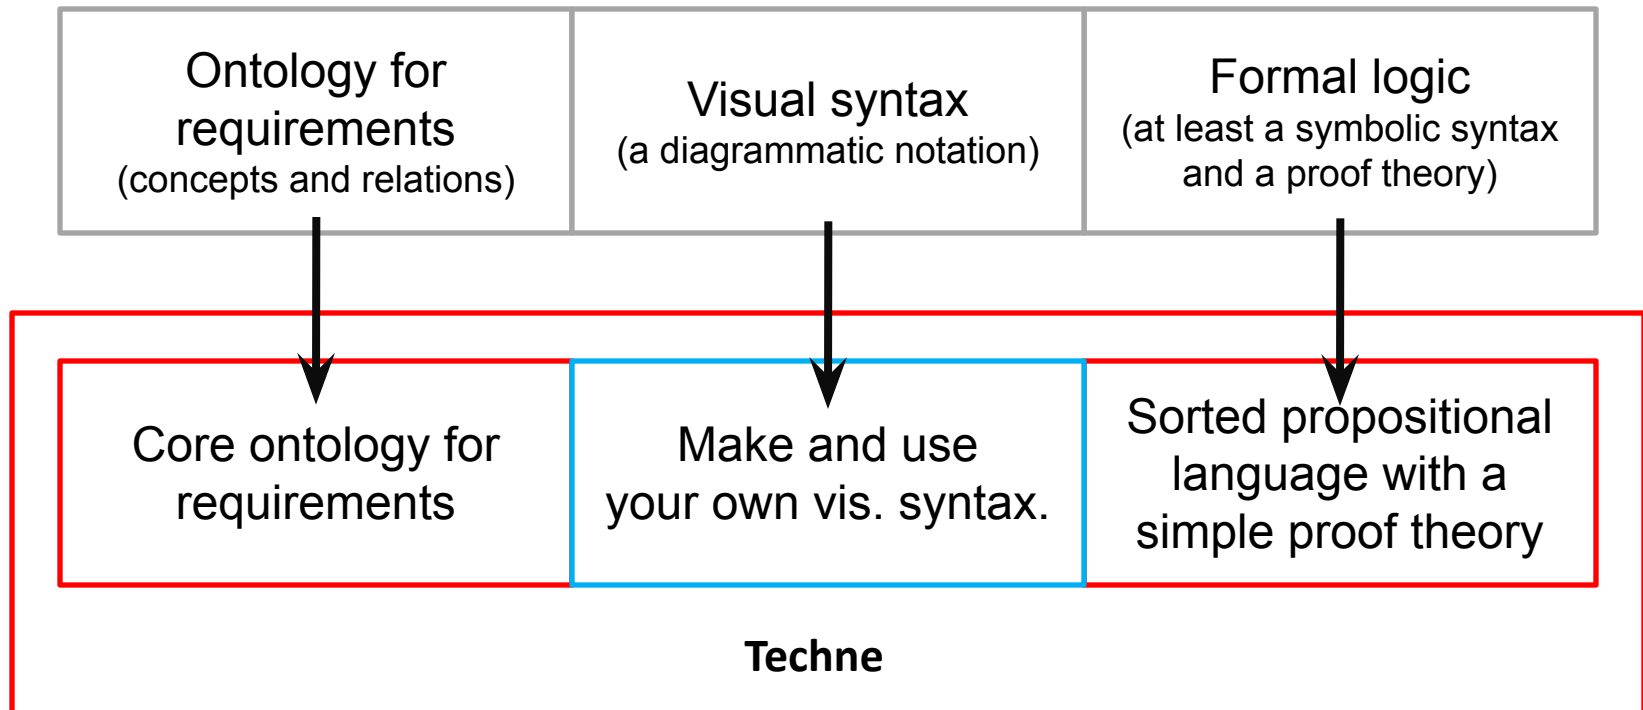 Ontology for
requirements
(concepts and relations)
Visual syntax
(a diagrammatic notation)
Formal logic
(at least a symbolic syntax
and a proof theory)
Core ontology for
requirements
Make and use
your own vis. syntax.
Sorted propositional
language with a
simple proof theory
Techne